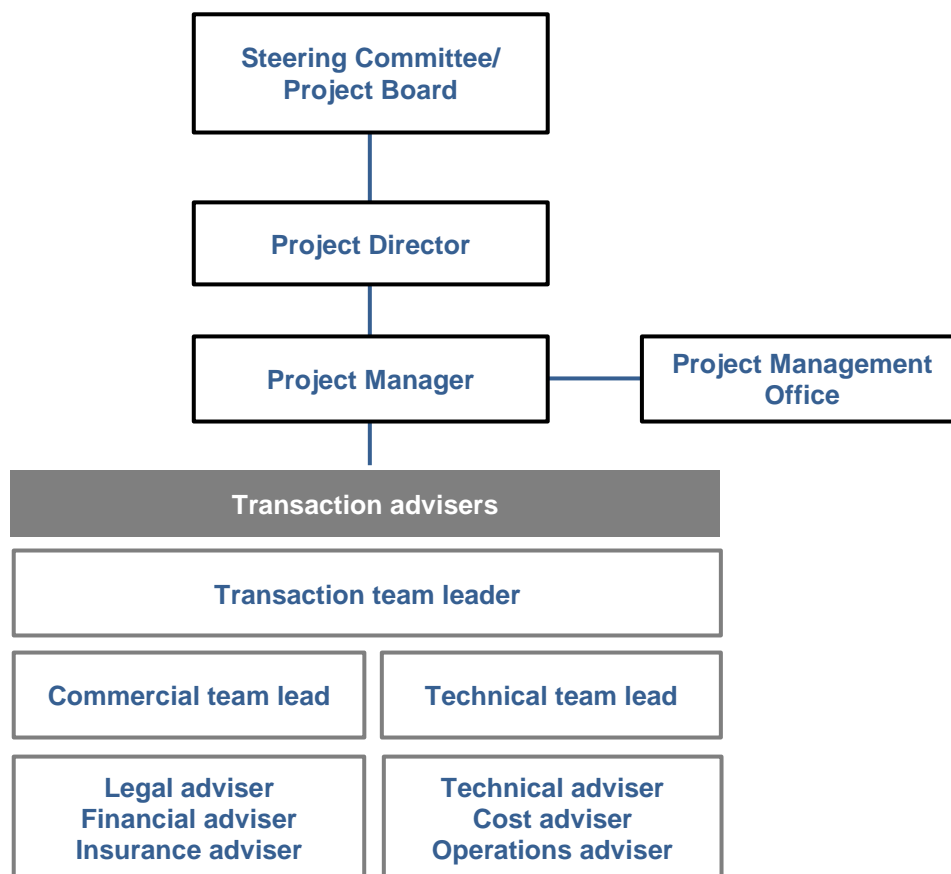 Steering Committee/
Project Board
Project Director
Project Manager
Project Management
Office
Transaction advisers
Transaction team leader
Commercial team lead
Technical team lead
Legal adviser
Financial adviser
Insurance adviser
Technical adviser
Cost adviser
Operations adviser